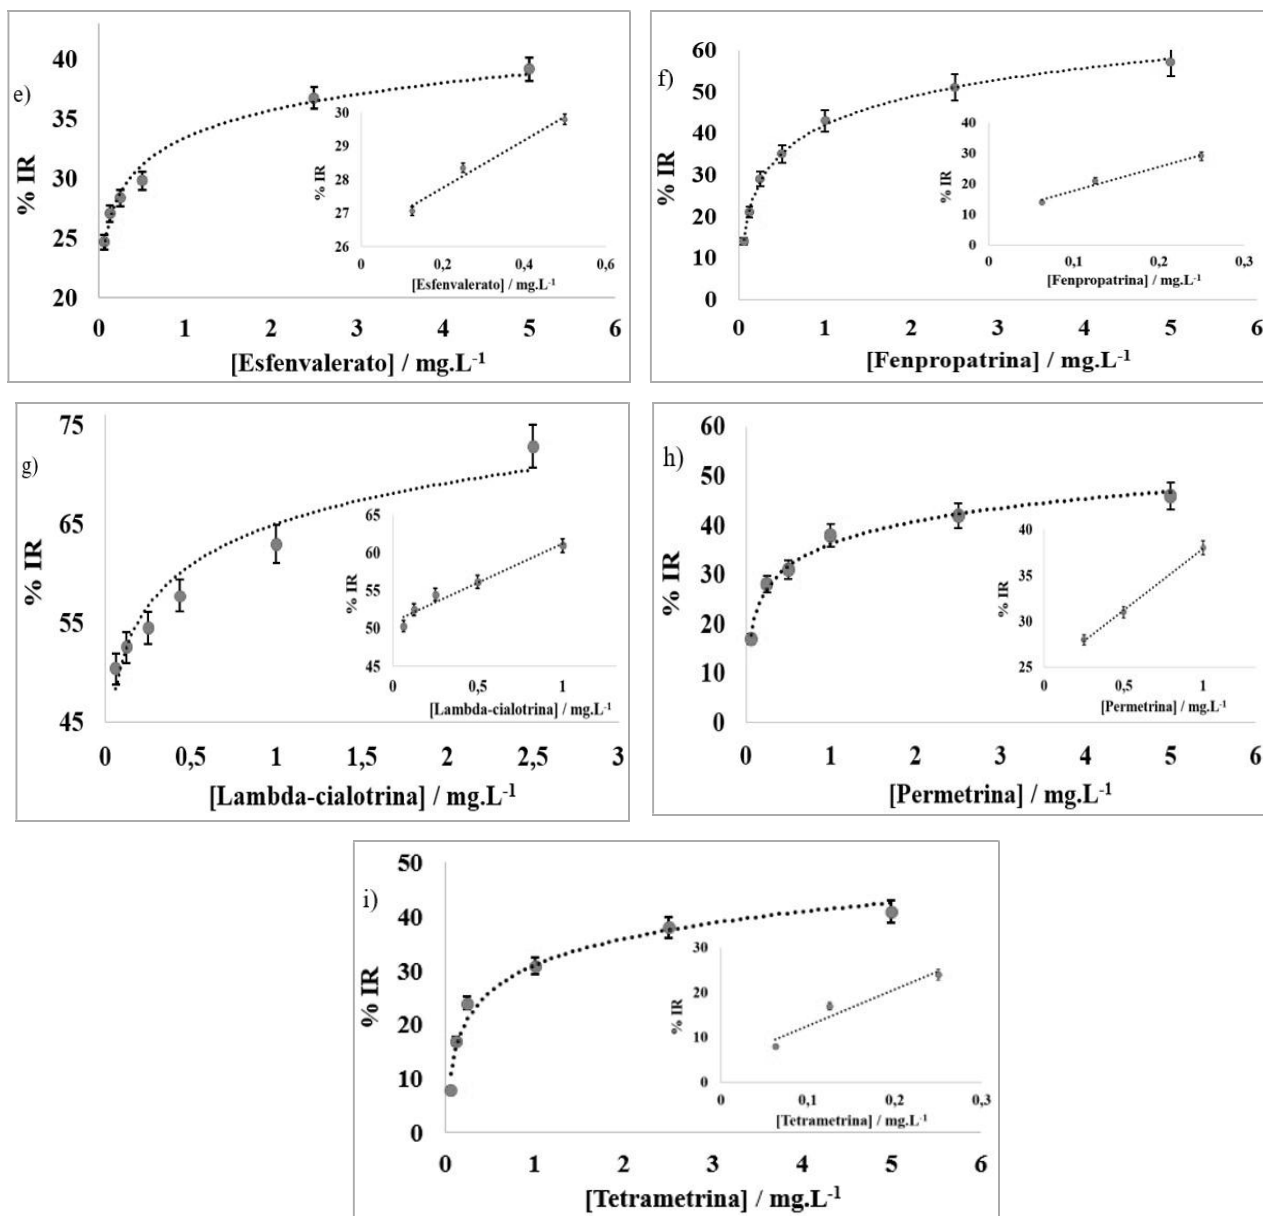 e)
% IR
40
35
30
25
20
0 1 2 3 4 5 6
[Esfenvalerato] / mg.L-1
% IR
30
29
28
27
26
0 0,2 0,4 0,6
[Esfenvalerato] / mg.L-1
f)
% IR
60
50
40
30
20
10
0
0 1 2 3 4 5 6
[Fenpropatrina] / mg.L-1
% IR
40
30
20
10
0
0 0,1 0,2 0,3
[Fenpropatrina] / mg.L-1
g)
% IR
75
65
55
45
0 0,5 1 1,5 2 2,5 3
[Lambda-cialotrina] / mg.L-1
% IR
65
60
55
50
45
0 0,5 1
[Lambda-cialotrina] / mg.L-1
h)
% IR
60
50
40
30
20
10
0
0 1 2 3 4 5 6
[Permetrina] / mg.L-1
% IR
40
35
30
25
0 0,5 1
[Permetrina] / mg.L-1
i)
% IR
50
40
30
20
10
0
0 1 2 3 4 5 6
[Tetrametrina] / mg.L-1
% IR
30
20
10
0
0 0,1 0,2 0,3
[Tetrametrina] / mg.L-1